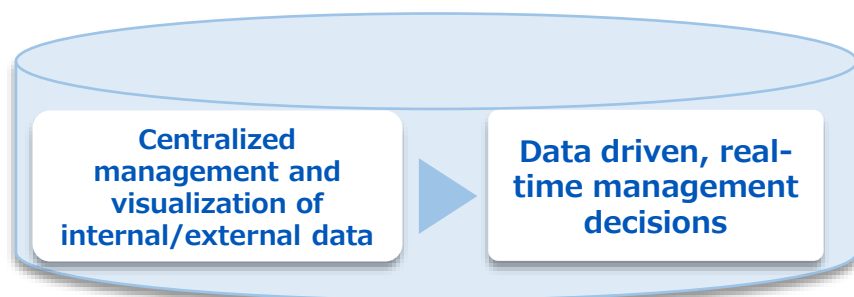 Centralized
management and
visualization of
internal/external data
Data driven, real-
time management
decisions